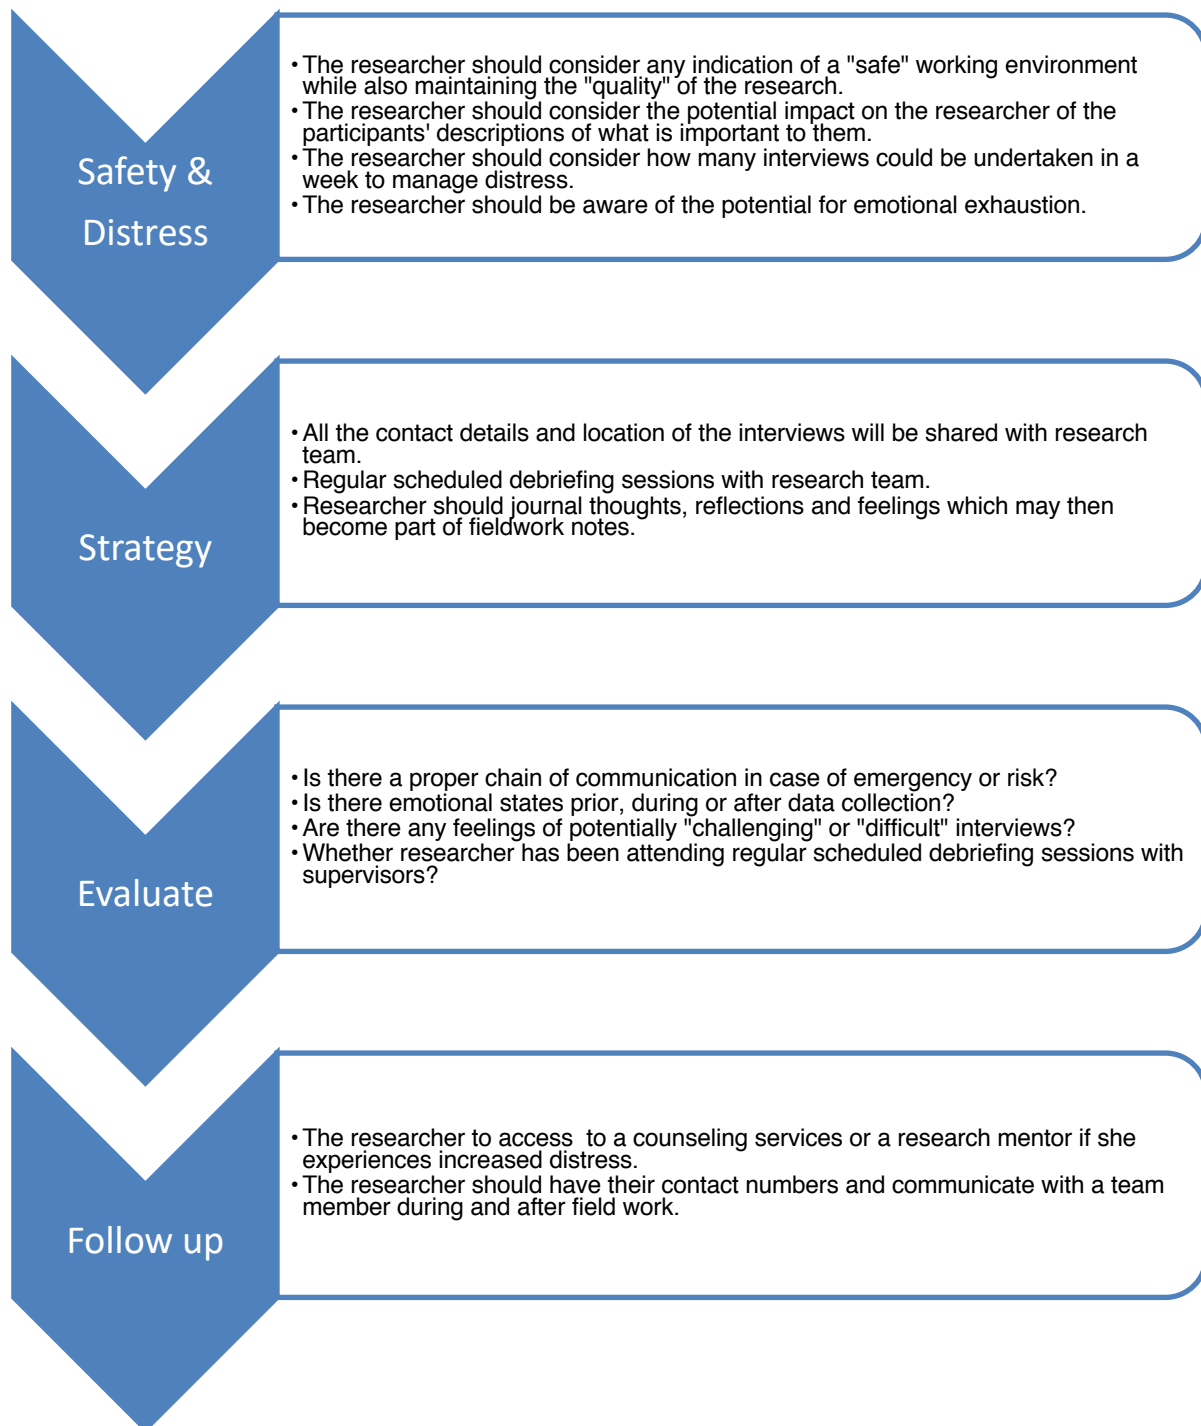 Safety &
Distress
• The researcher should consider any indication of a "safe" working environment
while also maintaining the "quality" of the research.
• The researcher should consider the potential impact on the researcher of the
participants' descriptions of what is important to them.
• The researcher should consider how many interviews could be undertaken in a
week to manage distress.
• The researcher should be aware of the potential for emotional exhaustion.
Strategy
• All the contact details and location of the interviews will be shared with research
team.
• Regular scheduled debriefing sessions with research team.
• Researcher should journal thoughts, reflections and feelings which may then
become part of fieldwork notes.
Evaluate
• Is there a proper chain of communication in case of emergency or risk?
• Is there emotional states prior, during or after data collection?
• Are there any feelings of potentially "challenging" or "difficult" interviews?
• Whether researcher has been attending regular scheduled debriefing sessions with
supervisors?
Follow up
• The researcher to access  to a counseling services or a research mentor if she
experiences increased distress.
• The researcher should have their contact numbers and communicate with a team
member during and after field work.